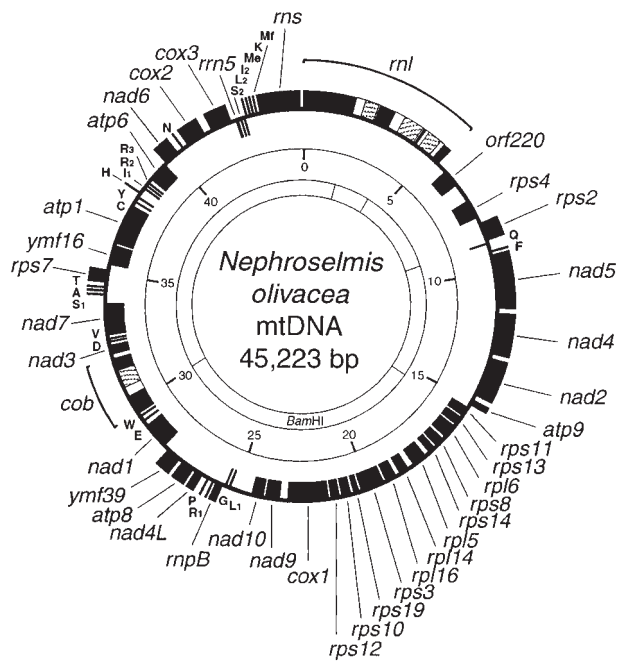 rnl
orf220
rps4
rps2
Q
F
nad5
nad4
nad2
atp9
rps11
rps13
rpl6
rps8
rps14
rpl5
rpl14
rpl16
rps3
rps19
rps10
rps12
cox1
nad9
nad10
L1
G
rnpB
R1
P
nad4L
atp8
ymf39
nad1
E
W
cob
nad3
D
V
nad7
S1
A
T
rps7
ymf16
atp1
C
Y
H
I1
R2
R3
atp6
nad6
N
cox2
cox3
rrn5
S2
L2
I2
Me
K
Mf
rns
0
5
10
15
20
25
30
35
40
Nephroselmis
olivacea
mtDNA
45,223 bp
BamHI